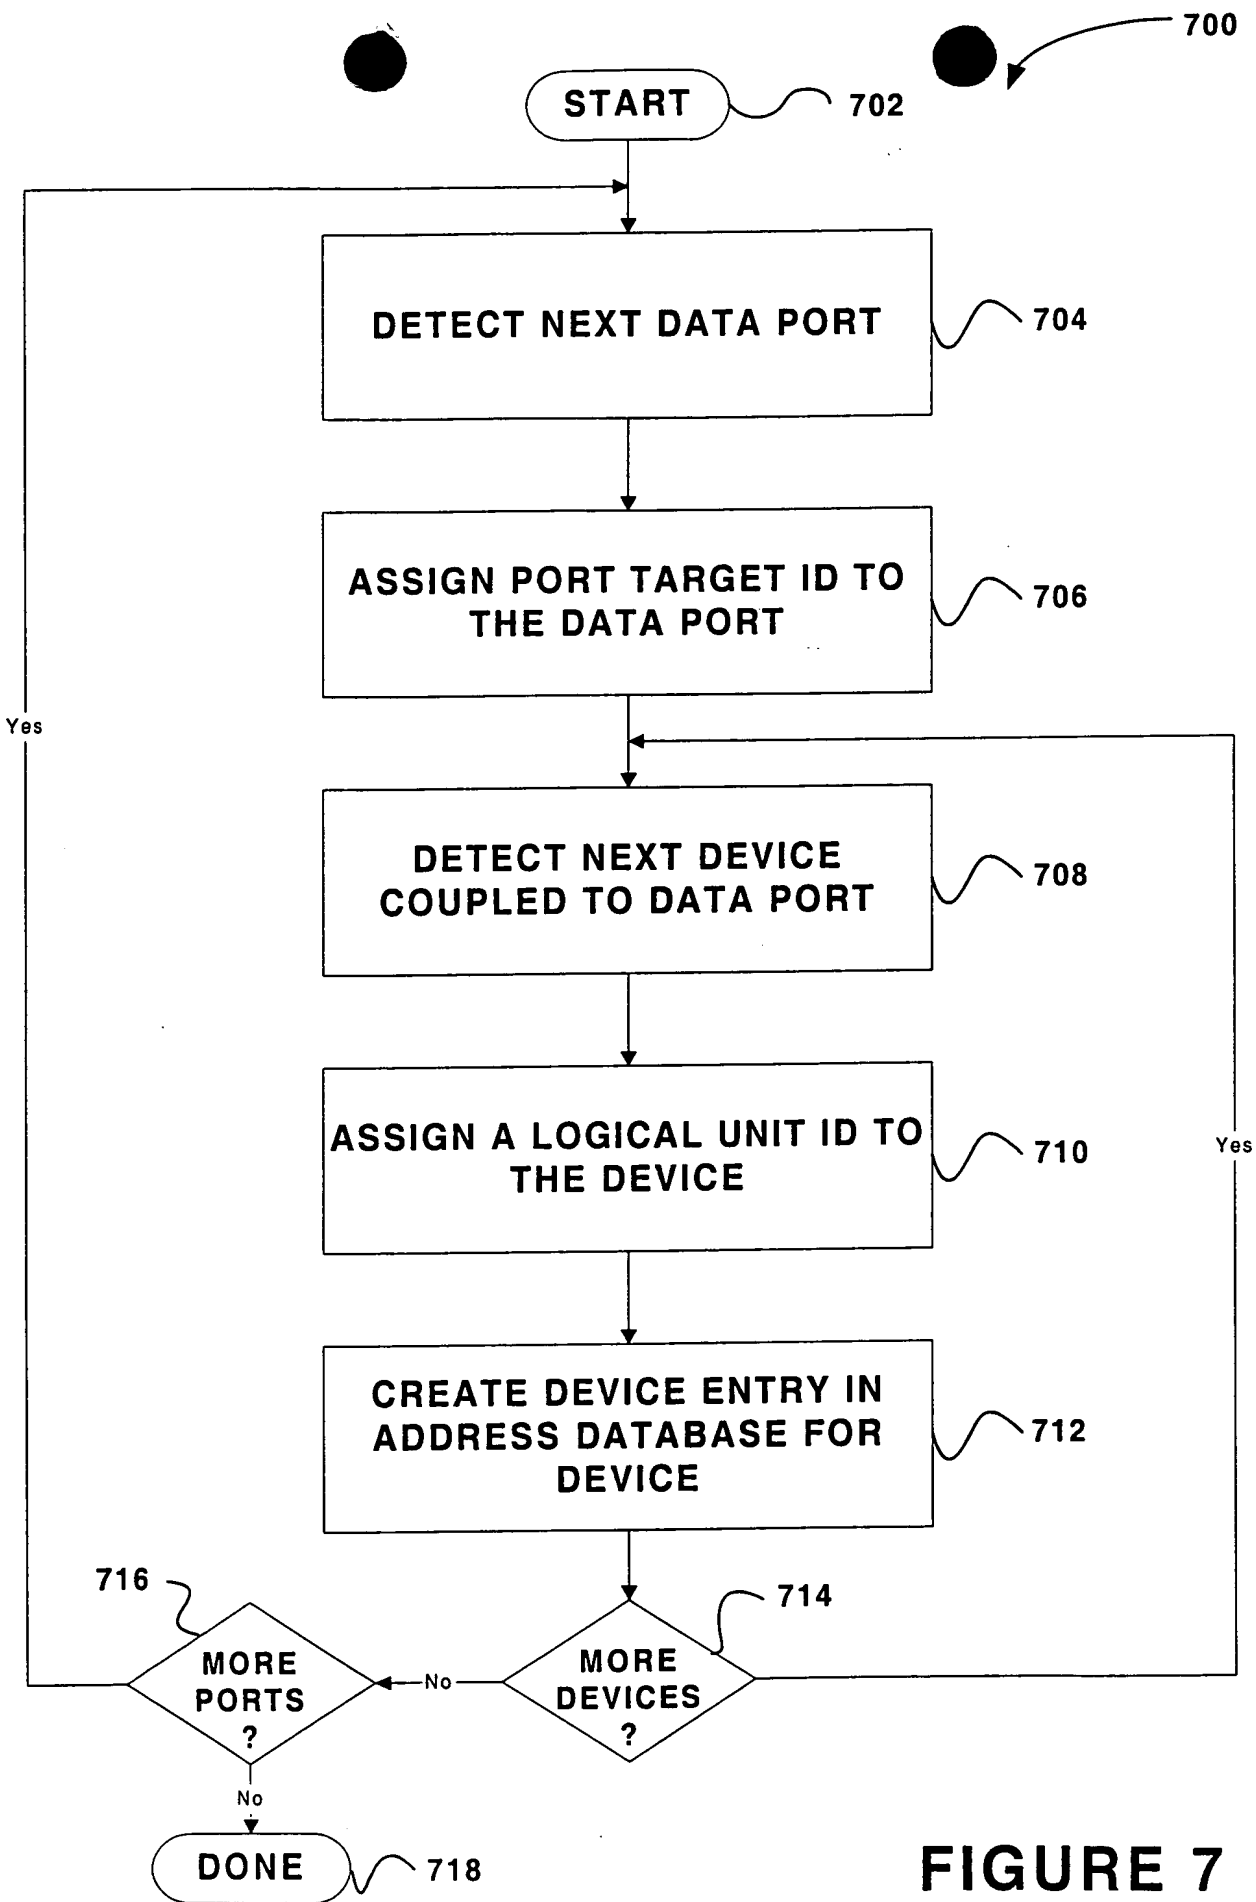 700
START
702
DETECT NEXT DATA PORT
704
ASSIGN PORT TARGET ID TO
THE DATA PORT
706
Yes
DETECT NEXT DEVICE
COUPLED TO DATA PORT
708
ASSIGN A LOGICAL UNIT ID TO
THE DEVICE
710
Yes
CREATE DEVICE ENTRY IN
ADDRESS DATABASE FOR
DEVICE
712
716
714
MORE
PORTS
?
No
MORE
DEVICES
?
No
DONE
718
FIGURE 7